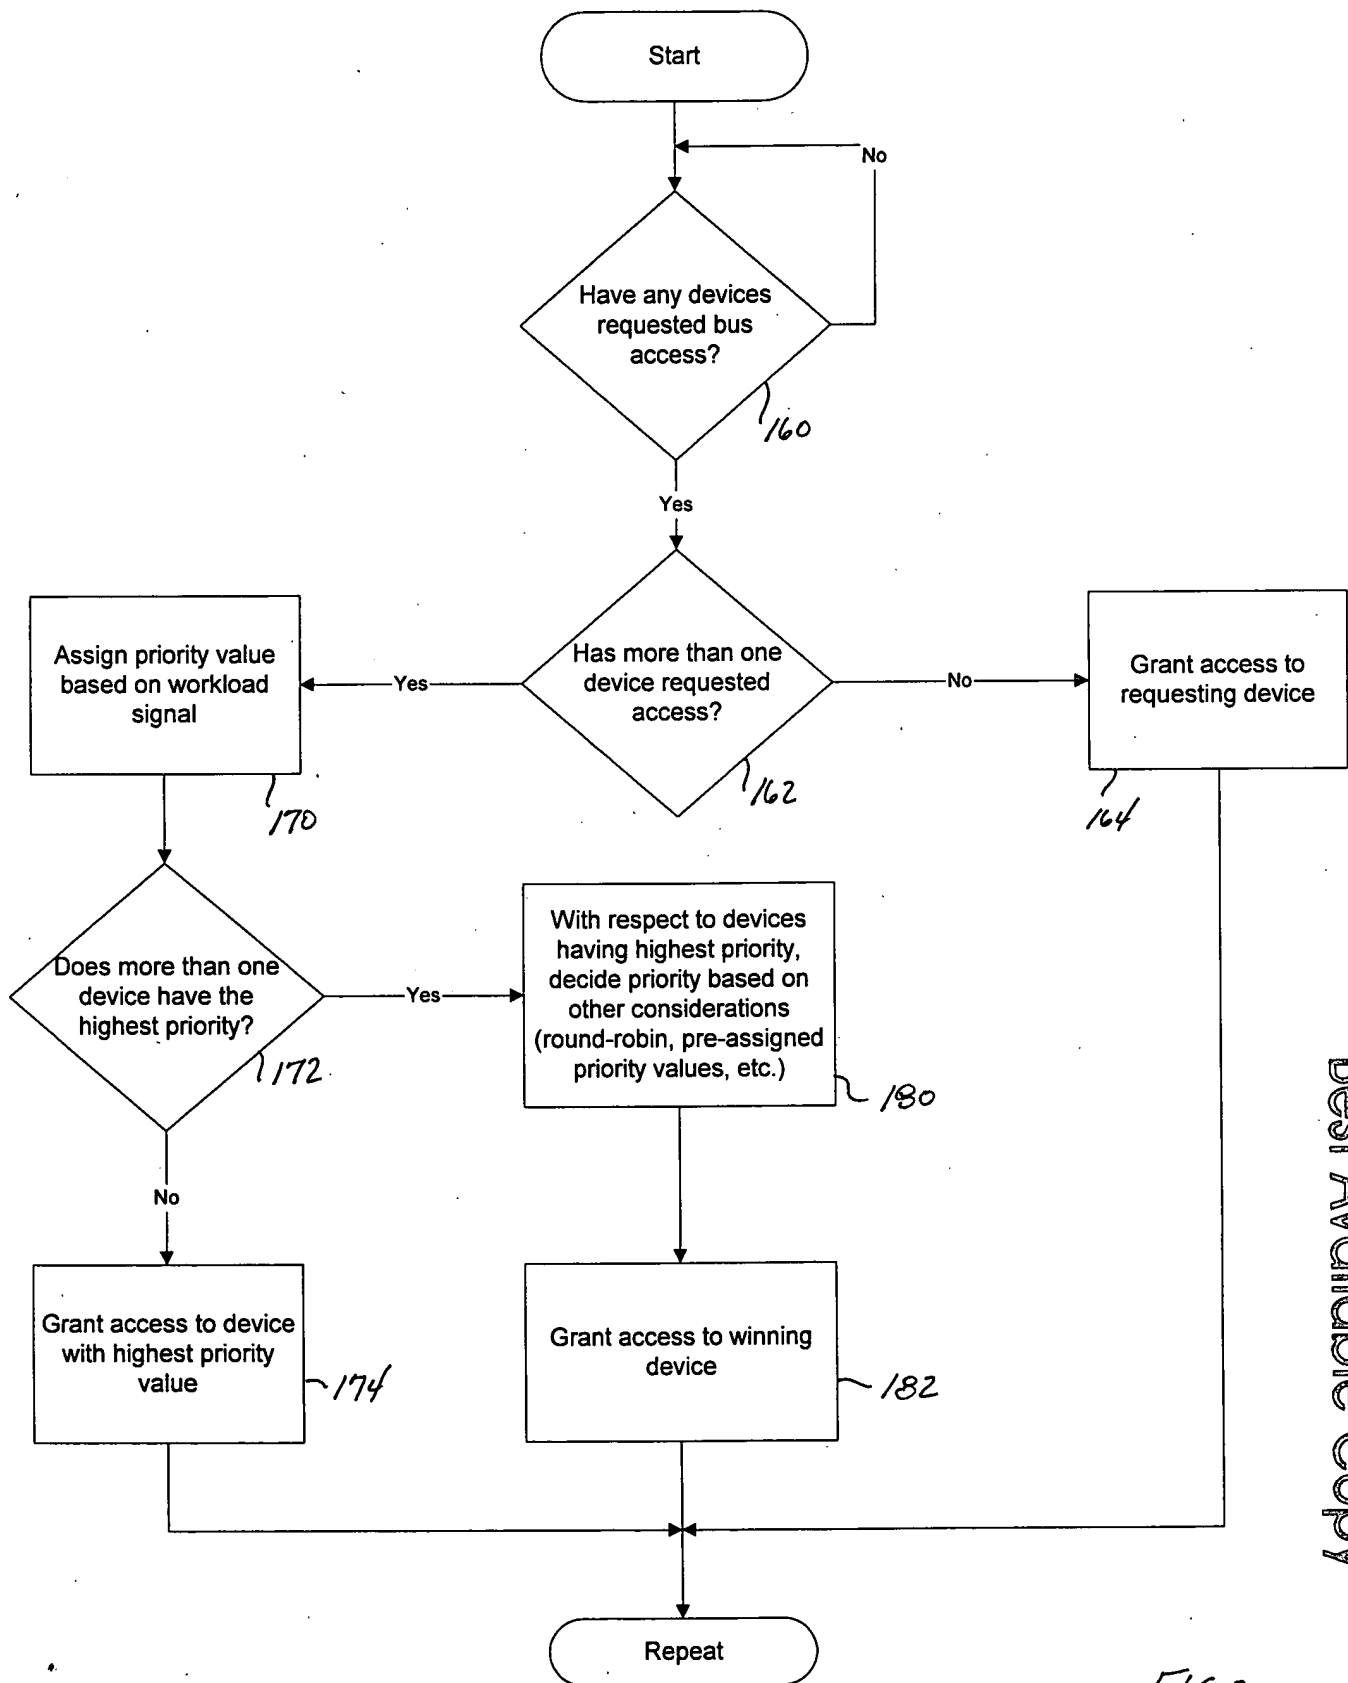 Start
No
Have any devices
requested bus
access?
160
Yes
Has more than one
device requested
access?
162
Yes
No
Assign priority value
based on workload
signal
170
Grant access to
requesting device
164
Does more than one
device have the
highest priority?
172
Yes
With respect to devices
having highest priority,
decide priority based on
other considerations
(round-robin, pre-assigned
priority values, etc.)
180
No
Grant access to device
with highest priority
value
174
Grant access to winning
device
182
Repeat
Best Available Copy